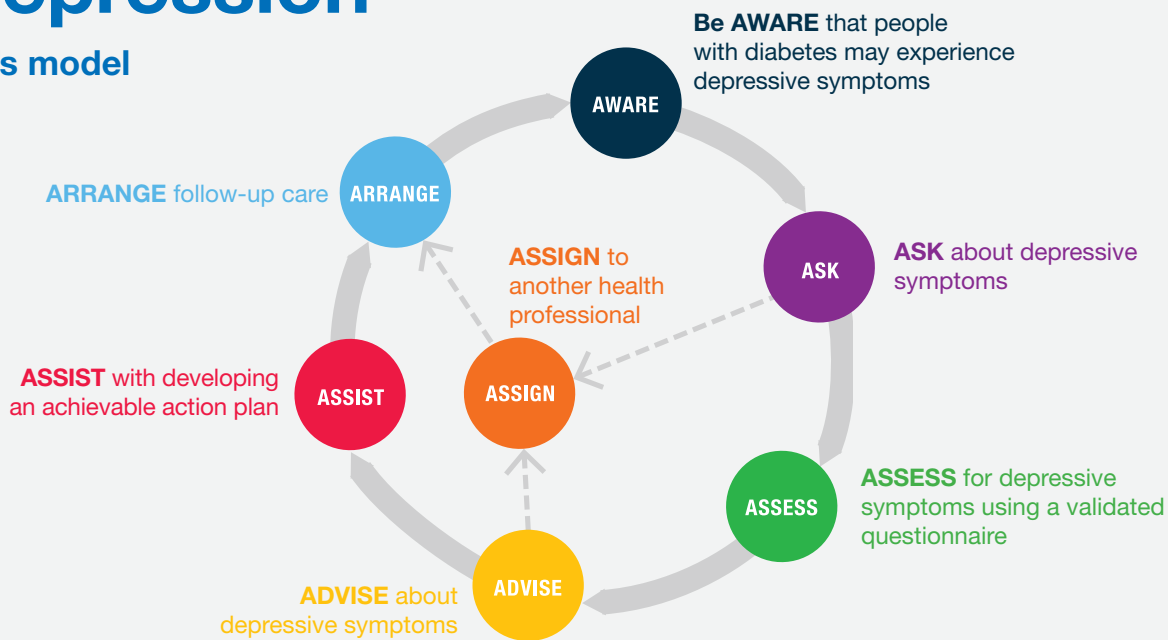 s model
Be AWARE that people
with diabetes may experience
depressive symptoms
AWARE
ARRANGE follow-up care
ARRANGE
ASK
ASK about depressive
symptoms
ASSIGN to
another health
professional
ASSIGN
ASSIST with developing
an achievable action plan
ASSIST
ASSESS
ASSESS for depressive
symptoms using a validated
questionnaire
ADVISE
ADVISE about
depressive symptoms